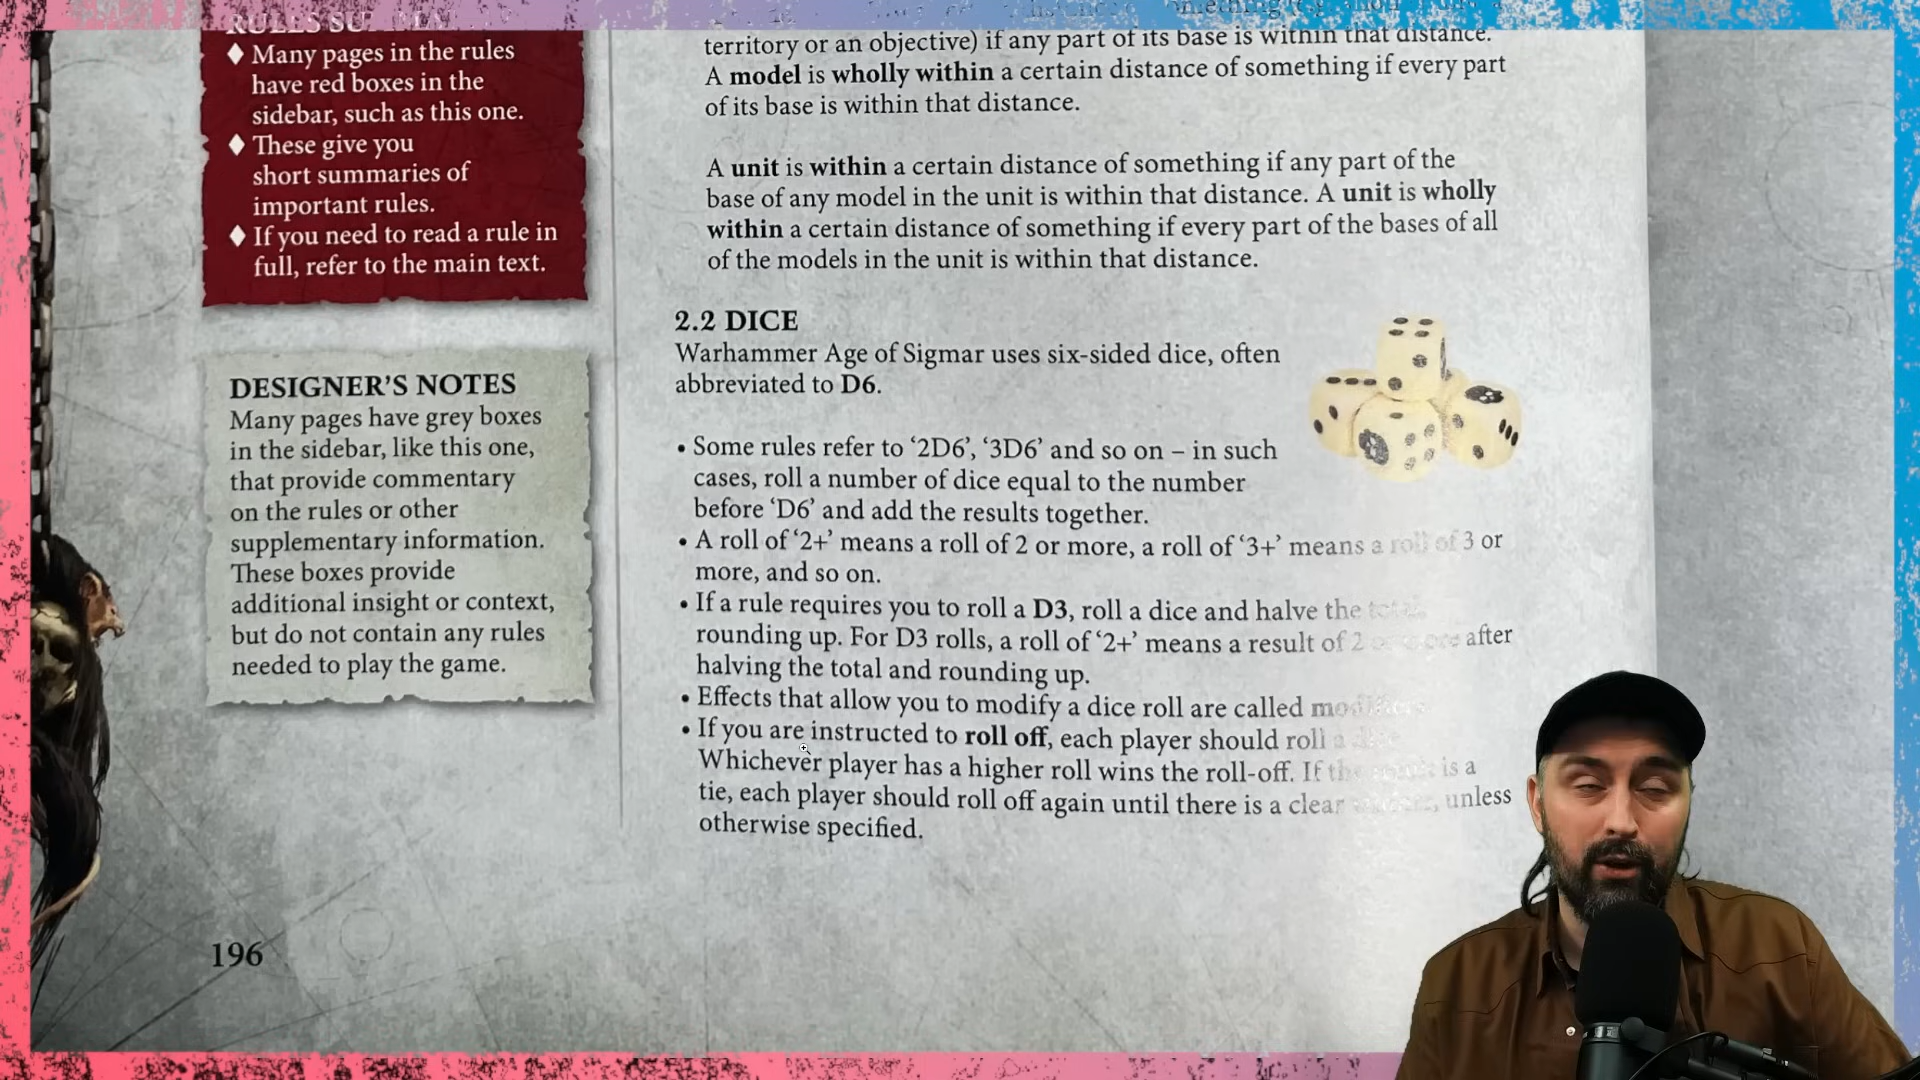 RULES SU
◆ Many pages in the rules
have red boxes in the
sidebar, such as this one.
◆ These give you
short summaries of
important rules.
◆ If you need to read a rule in
full, refer to the main text.
DESIGNER'S NOTES
Many pages have grey boxes
in the sidebar, like this one,
that provide commentary
on the rules or other
supplementary information.
These boxes provide
additional insight or context,
but do not contain any rules
needed to play the game.
196
territory or an objective) if any part of its base is within that distance.
A model is wholly within a certain distance of something if every part
of its base is within that distance.
A unit is within a certain distance of something if any part of the
base of any model in the unit is within that distance. A unit is wholly
within a certain distance of something if every part of the bases of all
of the models in the unit is within that distance.
2.2 DICE
Warhammer Age of Sigmar uses six-sided dice, often
abbreviated to D6.
• Some rules refer to ‘2D6’, ‘3D6’ and so on – in such
cases, roll a number of dice equal to the number
before ‘D6’ and add the results together.
• A roll of ‘2+’ means a roll of 2 or more, a roll of ‘3+’ means a roll of 3 or
more, and so on.
• If a rule requires you to roll a D3, roll a dice and halve the
rounding up. For D3 rolls, a roll of ‘2+’ means a result of 2 or more after
halving the total and rounding up.
• Effects that allow you to modify a dice roll are called
• If you are instructed to roll off, each player should roll a
Whichever player has a higher roll wins the roll-off. If the is a
tie, each player should roll off again until there is a clear unless
otherwise specified.